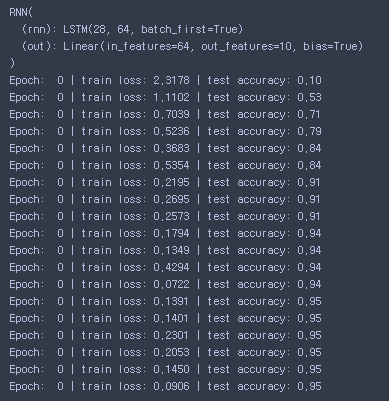 RNN(
  (rnn): LSTM(28, 64, batch_first=True)
  (out): Linear(in_features=64, out_features=10, bias=True)
)
Epoch:  0 | train loss: 2.3178 | test accuracy: 0.10
Epoch:  0 | train loss: 1.1102 | test accuracy: 0.53
Epoch:  0 | train loss: 0.7039 | test accuracy: 0.71
Epoch:  0 | train loss: 0.5236 | test accuracy: 0.79
Epoch:  0 | train loss: 0.3683 | test accuracy: 0.84
Epoch:  0 | train loss: 0.5354 | test accuracy: 0.84
Epoch:  0 | train loss: 0.2195 | test accuracy: 0.91
Epoch:  0 | train loss: 0.2695 | test accuracy: 0.91
Epoch:  0 | train loss: 0.2573 | test accuracy: 0.91
Epoch:  0 | train loss: 0.1794 | test accuracy: 0.94
Epoch:  0 | train loss: 0.1349 | test accuracy: 0.94
Epoch:  0 | train loss: 0.4294 | test accuracy: 0.94
Epoch:  0 | train loss: 0.0722 | test accuracy: 0.94
Epoch:  0 | train loss: 0.1391 | test accuracy: 0.95
Epoch:  0 | train loss: 0.1401 | test accuracy: 0.95
Epoch:  0 | train loss: 0.2301 | test accuracy: 0.95
Epoch:  0 | train loss: 0.2053 | test accuracy: 0.95
Epoch:  0 | train loss: 0.1450 | test accuracy: 0.95
Epoch:  0 | train loss: 0.0906 | test accuracy: 0.95